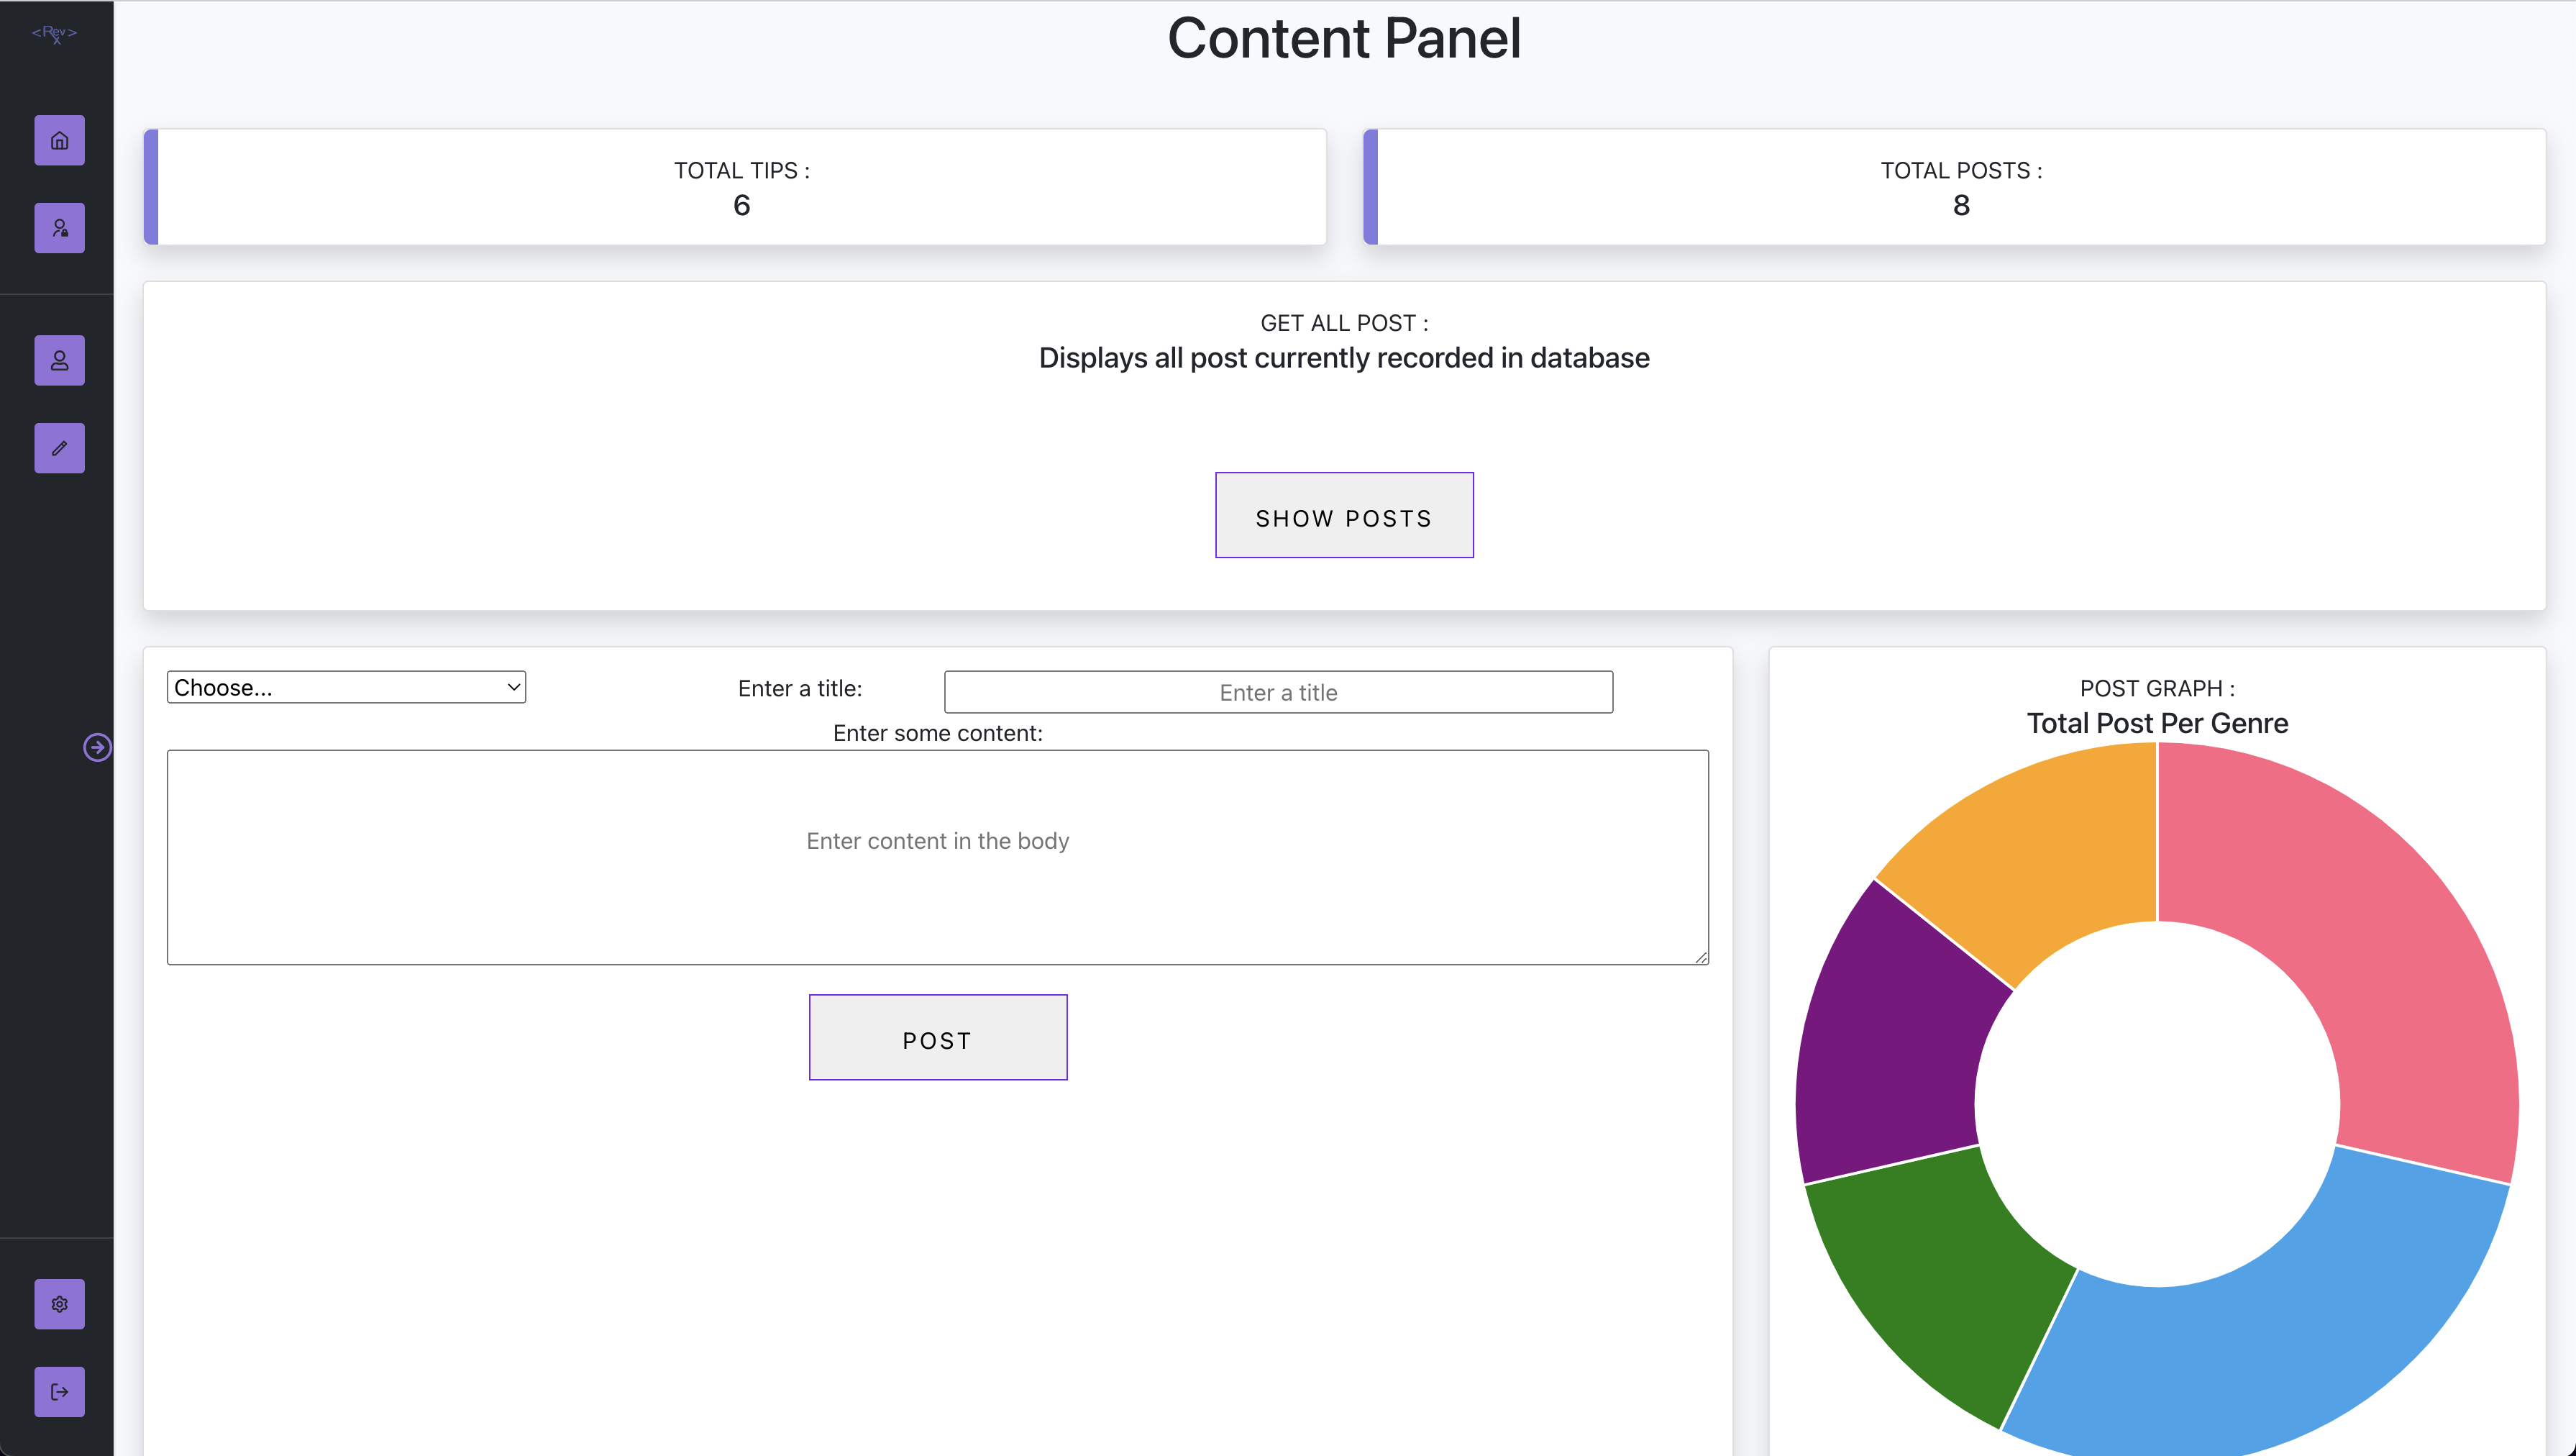 <Rev>
x
Content Panel
TOTAL TIPS :
6
TOTAL POSTS :
8
GET ALL POST :
Displays all post currently recorded in database
SHOW POSTS
Choose...
Enter a title:
Enter a title
Enter some content:
Enter content in the body
POST
POST GRAPH :
Total Post Per Genre